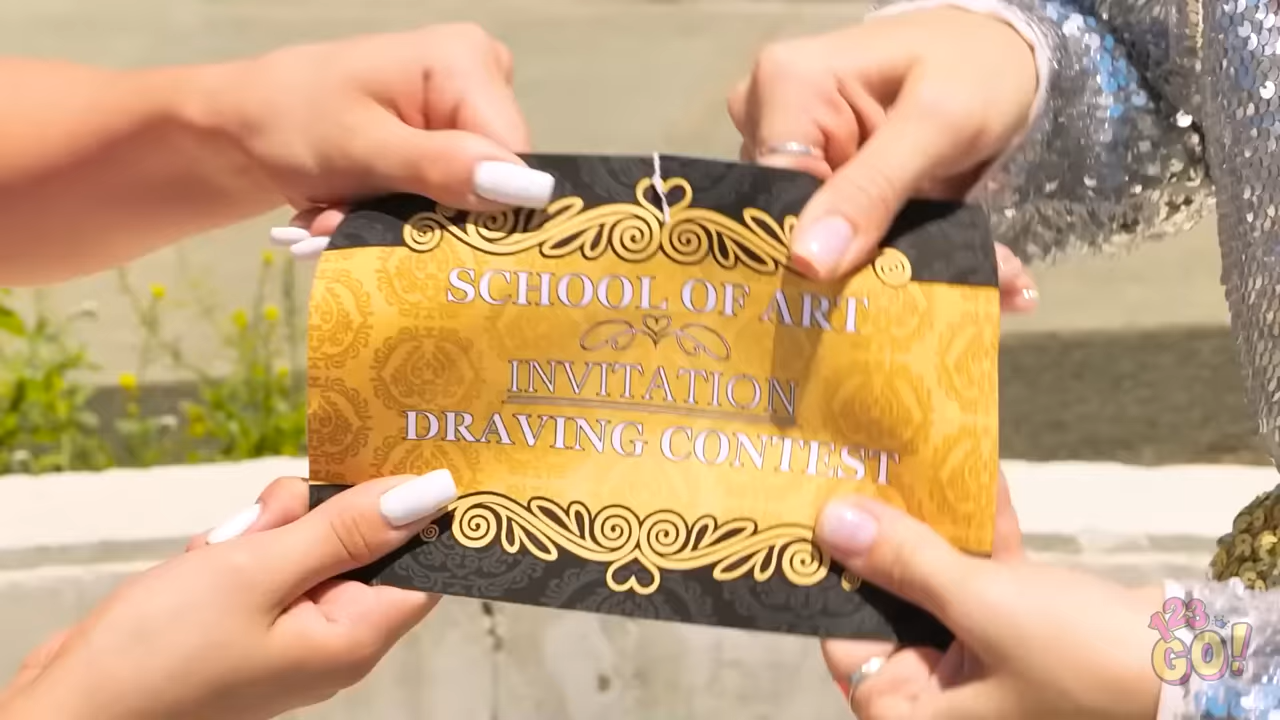 SCHOOL OF ART
INVITATION
DRAVING CONTEST
123
GO!